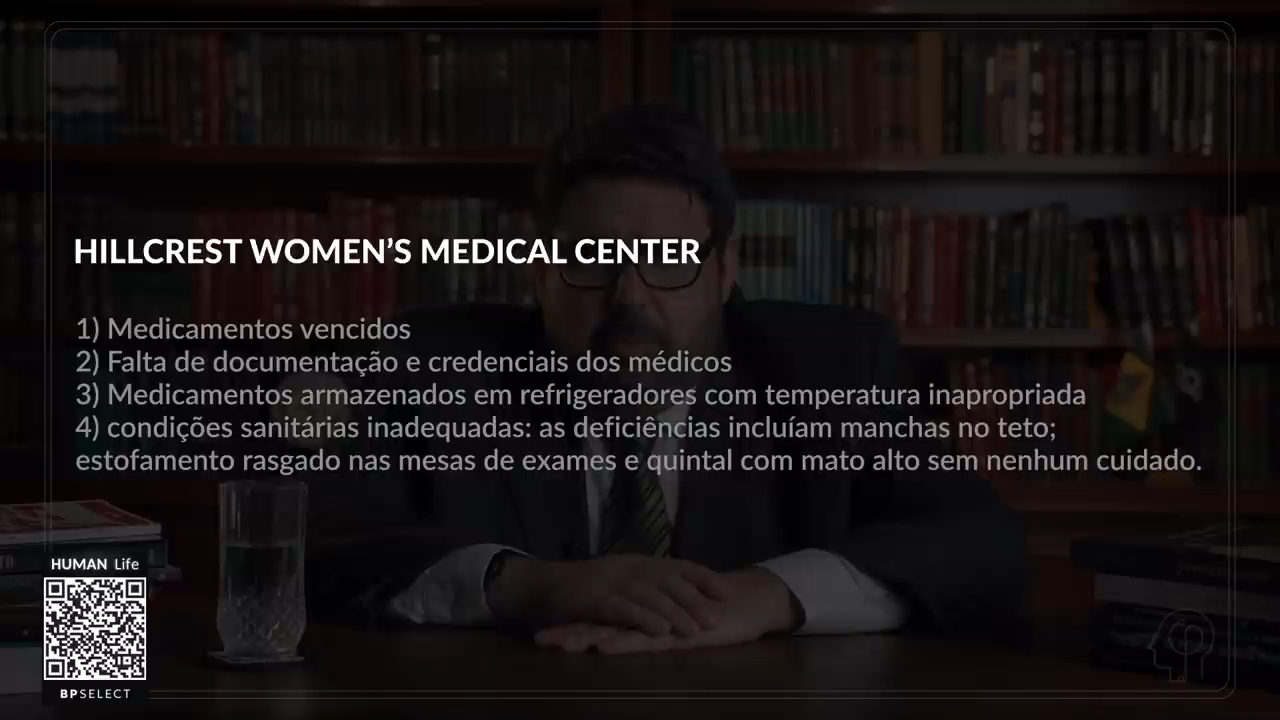 HILLCREST WOMEN’S MEDICAL CENTER
1) Medicamentos vencidos
2) Falta de documentação e credenciais dos médicos
3) Medicamentos armazenados em refrigeradores com temperatura inapropriada
4) condições sanitárias inadequadas: as deficiências incluíam manchas no teto;
estofamento rasgado nas mesas de exames e quintal com mato alto sem nenhum cuidado.
HUMAN Life
BPSELECT